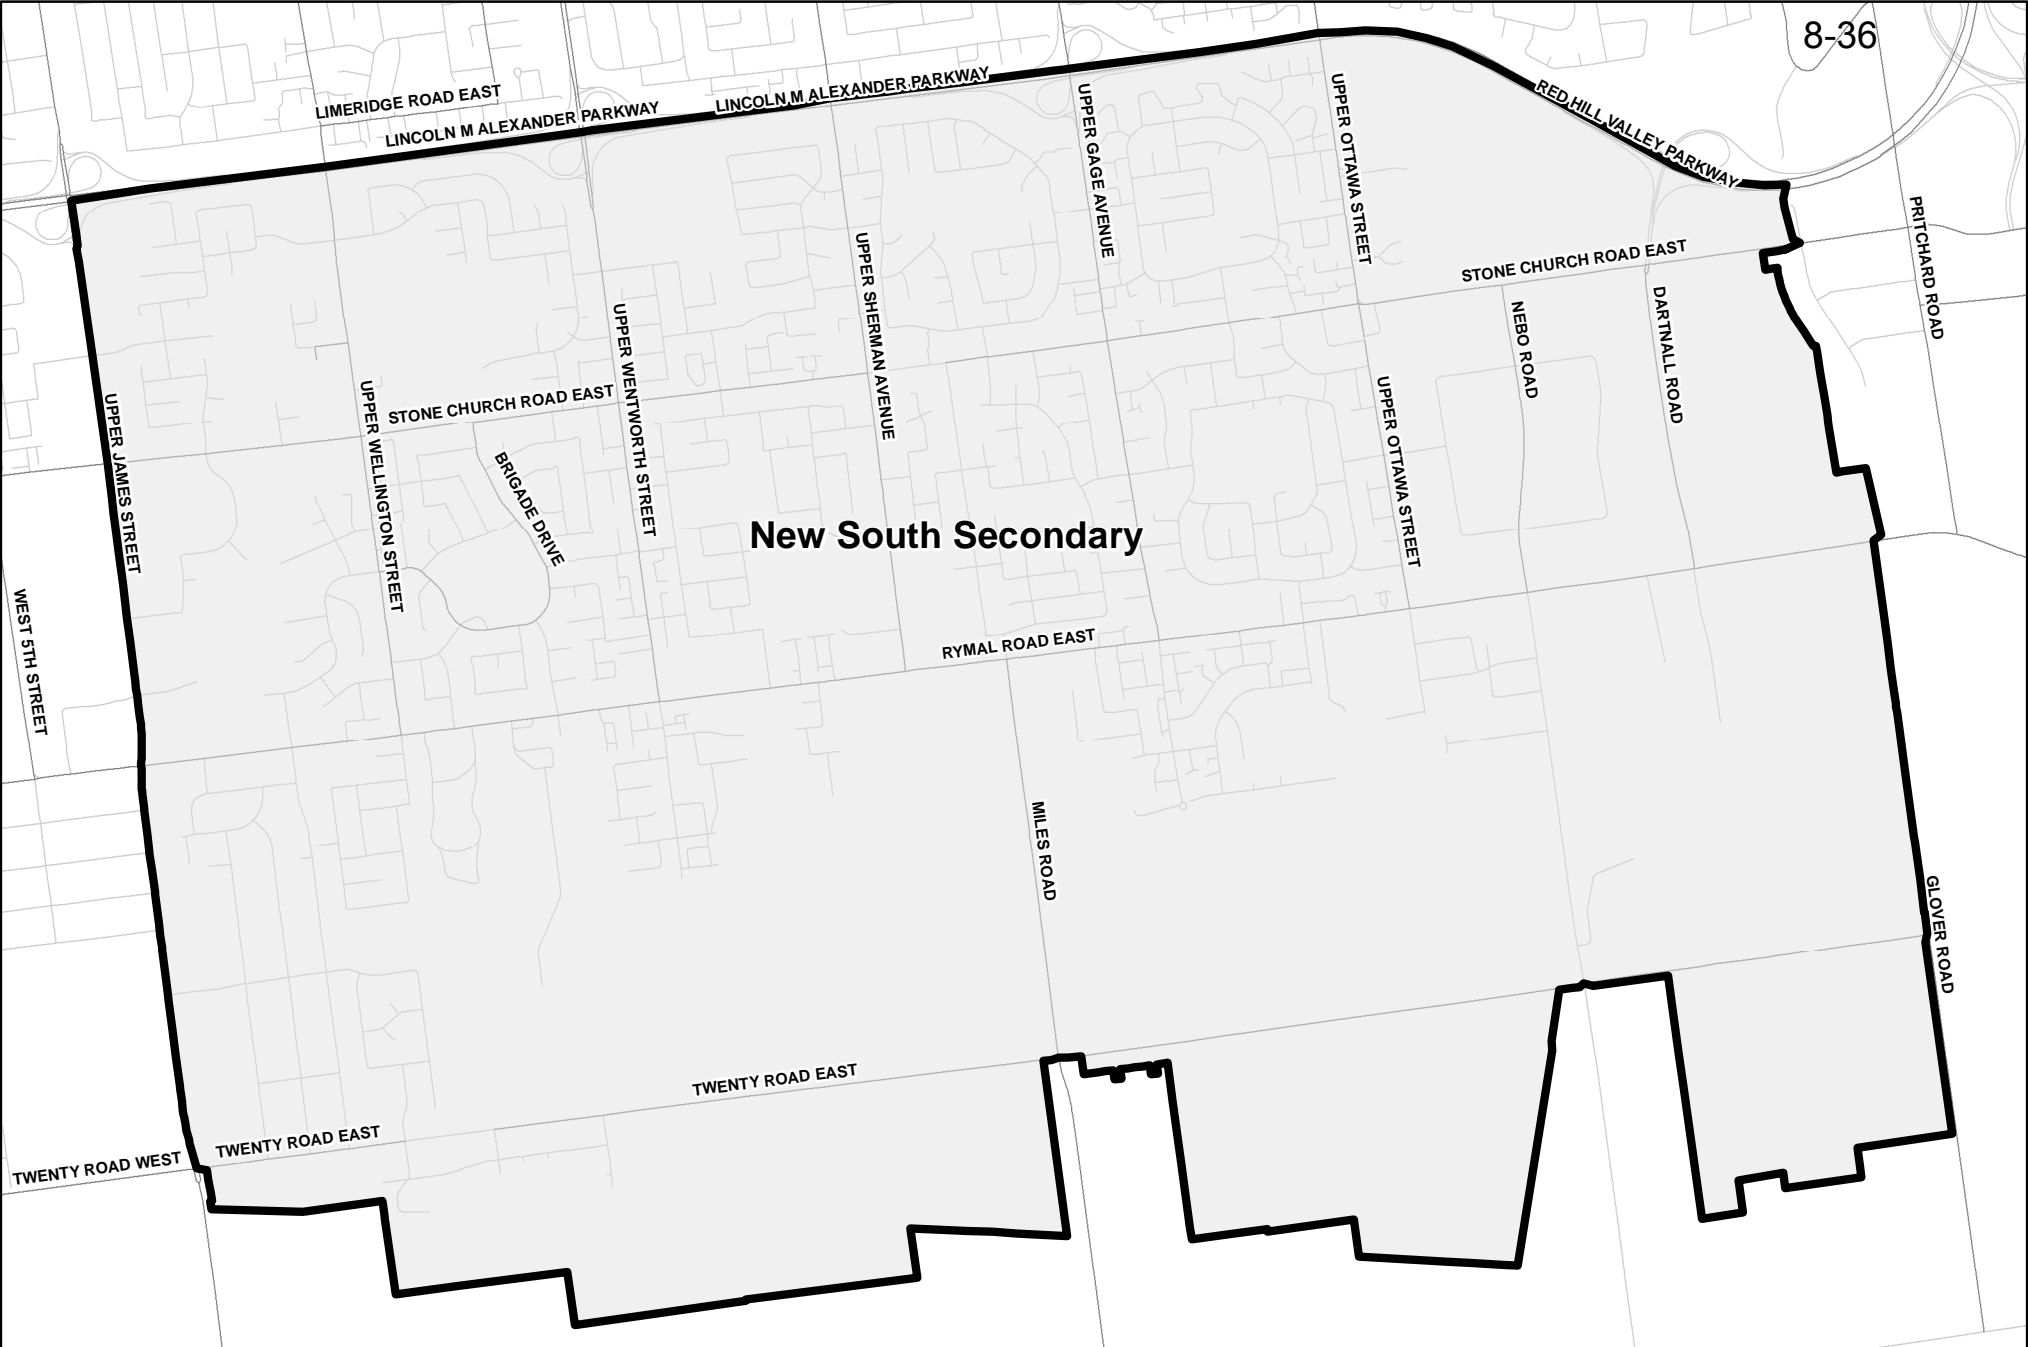 8-36
LIMERIDGE ROAD EAST
LINCOLN M ALEXANDER PARKWAY
LINCOLN M ALEXANDER PARKWAY
RED HILL VALLEY PARKWAY
UPPER GAGE AVENUE
UPPER OTTAWA STREET
PRITCHARD ROAD
STONE CHURCH ROAD EAST
UPPER SHERMAN AVENUE
UPPER WENTWORTH STREET
NEBO ROAD
DARTNALL ROAD
UPPER JAMES STREET
UPPER WELLINGTON STREET
STONE CHURCH ROAD EAST
BRIGADE DRIVE
UPPER OTTAWA STREET
New South Secondary
WEST 5TH STREET
RYMAL ROAD EAST
MILES ROAD
GLOVER ROAD
TWENTY ROAD EAST
TWENTY ROAD EAST
TWENTY ROAD WEST